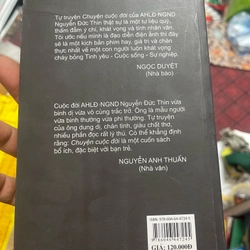 Tự truyện Chuyện cuộc đời của AHLĐ-NGND
Nguyễn Đức Thìn thật sự là một tư liệu quý,
thấm đẫm ý chí, khát vọng và tình nhân văn.
Tôi ước nếu mình là đạo diễn điện ảnh thì đây
sẽ là một kịch bản phim hay, giá trị và chân
thực nhất về một con người luôn khát vọng
cháy bỏng Tình yêu - Cuộc sống - Sự nghiệp.
NGỌC DUYỆT
(Nhà báo)
Cuộc đời AHLĐ-NGND Nguyễn Đức Thìn vừa
bình dị vừa vô cùng trắc trở. Ông là mẫu người
vừa bình thường vừa phi thường. Tự truyện
của ông dung dị, chân tình, giàu chất thơ,
nhiều phân đoạn rất lý thú. Có thể khẳng định
rằng: Chuyện cuộc đời là một cuốn sách
bổ ích, đặc biệt với bạn trẻ.
NGUYỄN ANH THUẤN
(Nhà văn)
GIÁ: 120.000Đ